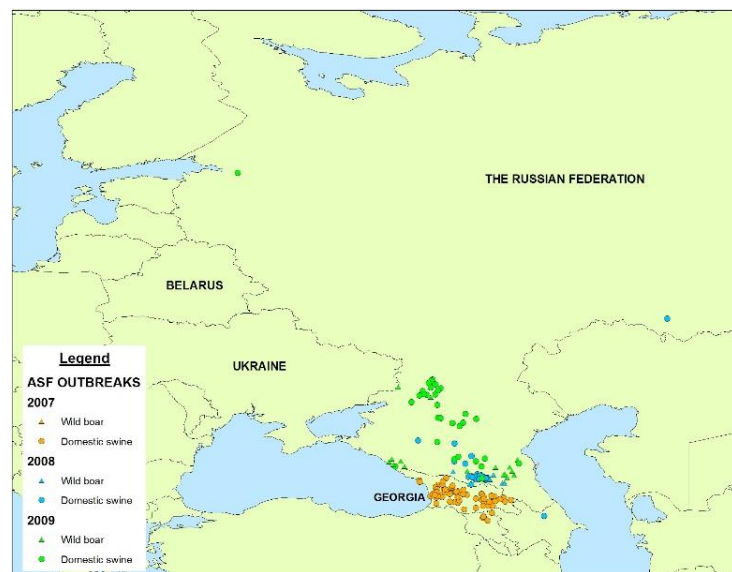 THE RUSSIAN FEDERATION
BELARUS
UKRAINE
GEORGIA
Legend
ASF OUTBREAKS
2007
Wild boar
Domestic swine
2008
Wild boar
Domestic swine
2009
Wild boar
Domestic swine